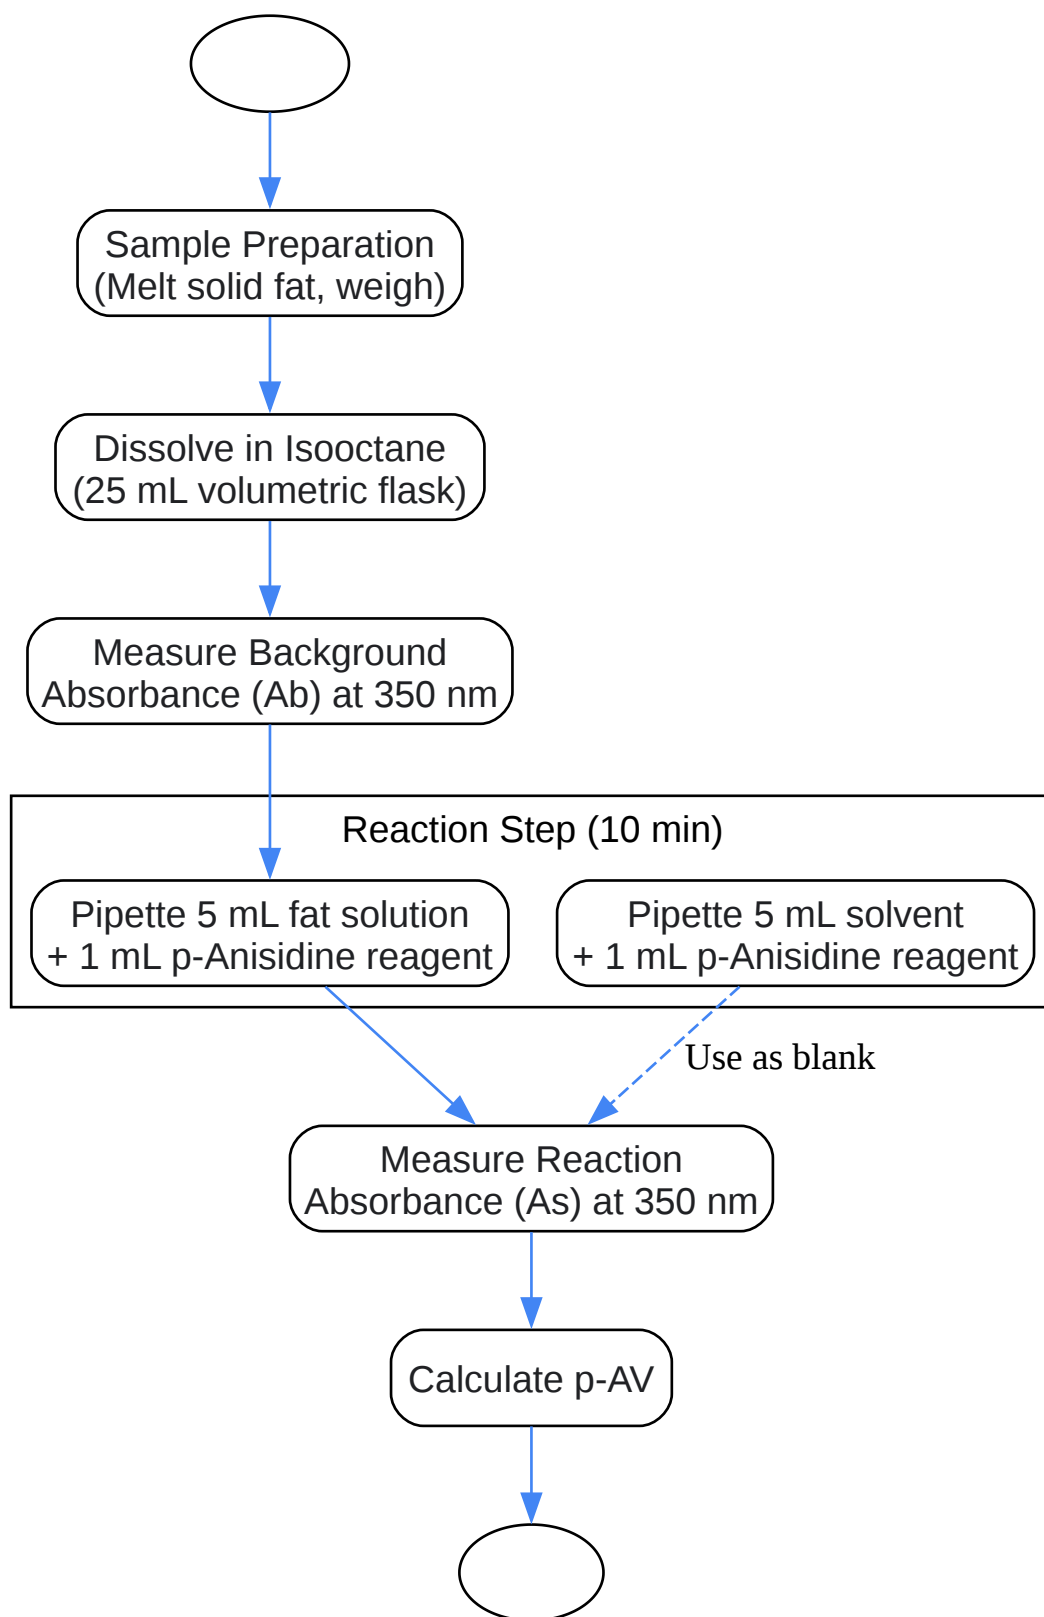 Sample Preparation
(Melt solid fat, weigh)
Dissolve in Isooctane
(25 mL volumetric flask)
Measure Background
Absorbance (Ab) at 350 nm
Reaction Step (10 min)
Pipette 5 mL fat solution
+ 1 mL p-Anisidine reagent
Pipette 5 mL solvent
+ 1 mL p-Anisidine reagent
Use as blank
Measure Reaction
Absorbance (As) at 350 nm
Calculate p-AV